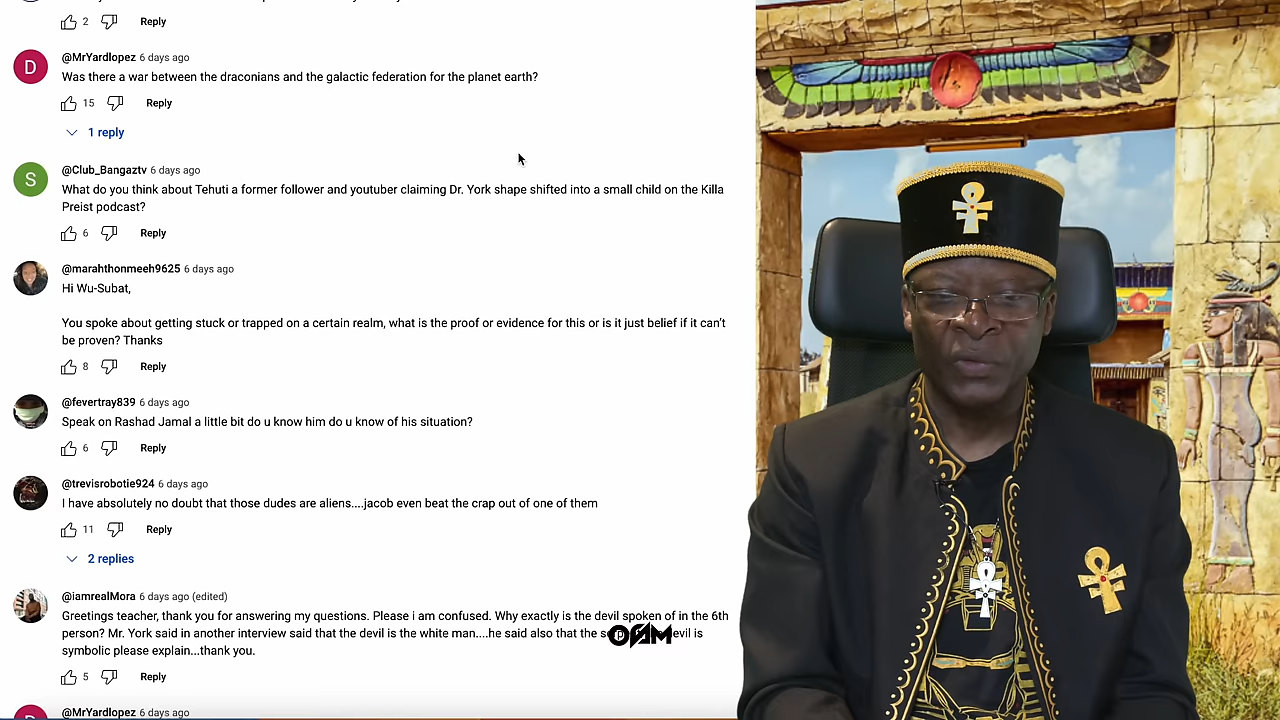 2 Reply
@MrYardlopez 6 days ago
Was there a war between the draconians and the galactic federation for the planet earth?
15 Reply
1 reply
S
@Club_Bangaztv 6 days ago
What do you think about Tehuti a former follower and youtuber claiming Dr. York shape shifted into a small child on the Killa
Preist podcast?
6 Reply
@marahthonmeeh9625 6 days ago
Hi Wu-Subat,
You spoke about getting stuck or trapped on a certain realm, what is the proof or evidence for this or is it just belief if it can't
be proven? Thanks
8 Reply
@fevertray839 6 days ago
Speak on Rashad Jamal a little bit do u know him do u know of his situation?
6 Reply
@trevisrobotie924 6 days ago
I have absolutely no doubt that those dudes are aliens....jacob even beat the crap out of one of them
11 Reply
2 replies
@iamrealMora 6 days ago (edited)
Greetings teacher, thank you for answering my questions. Please i am confused. Why exactly is the devil spoken of in the 6th
person? Mr. York said in another interview said that the devil is the white man....he said also that the devil is
symbolic please explain...thank you.
5 Reply
@MrYardlopez 6 days ago
D